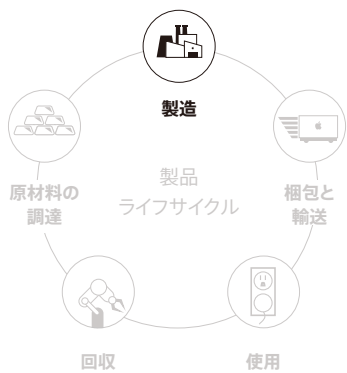 製造
梱包と
輸送
使用
回収
原材料の
調達
製品
ライフサイクル